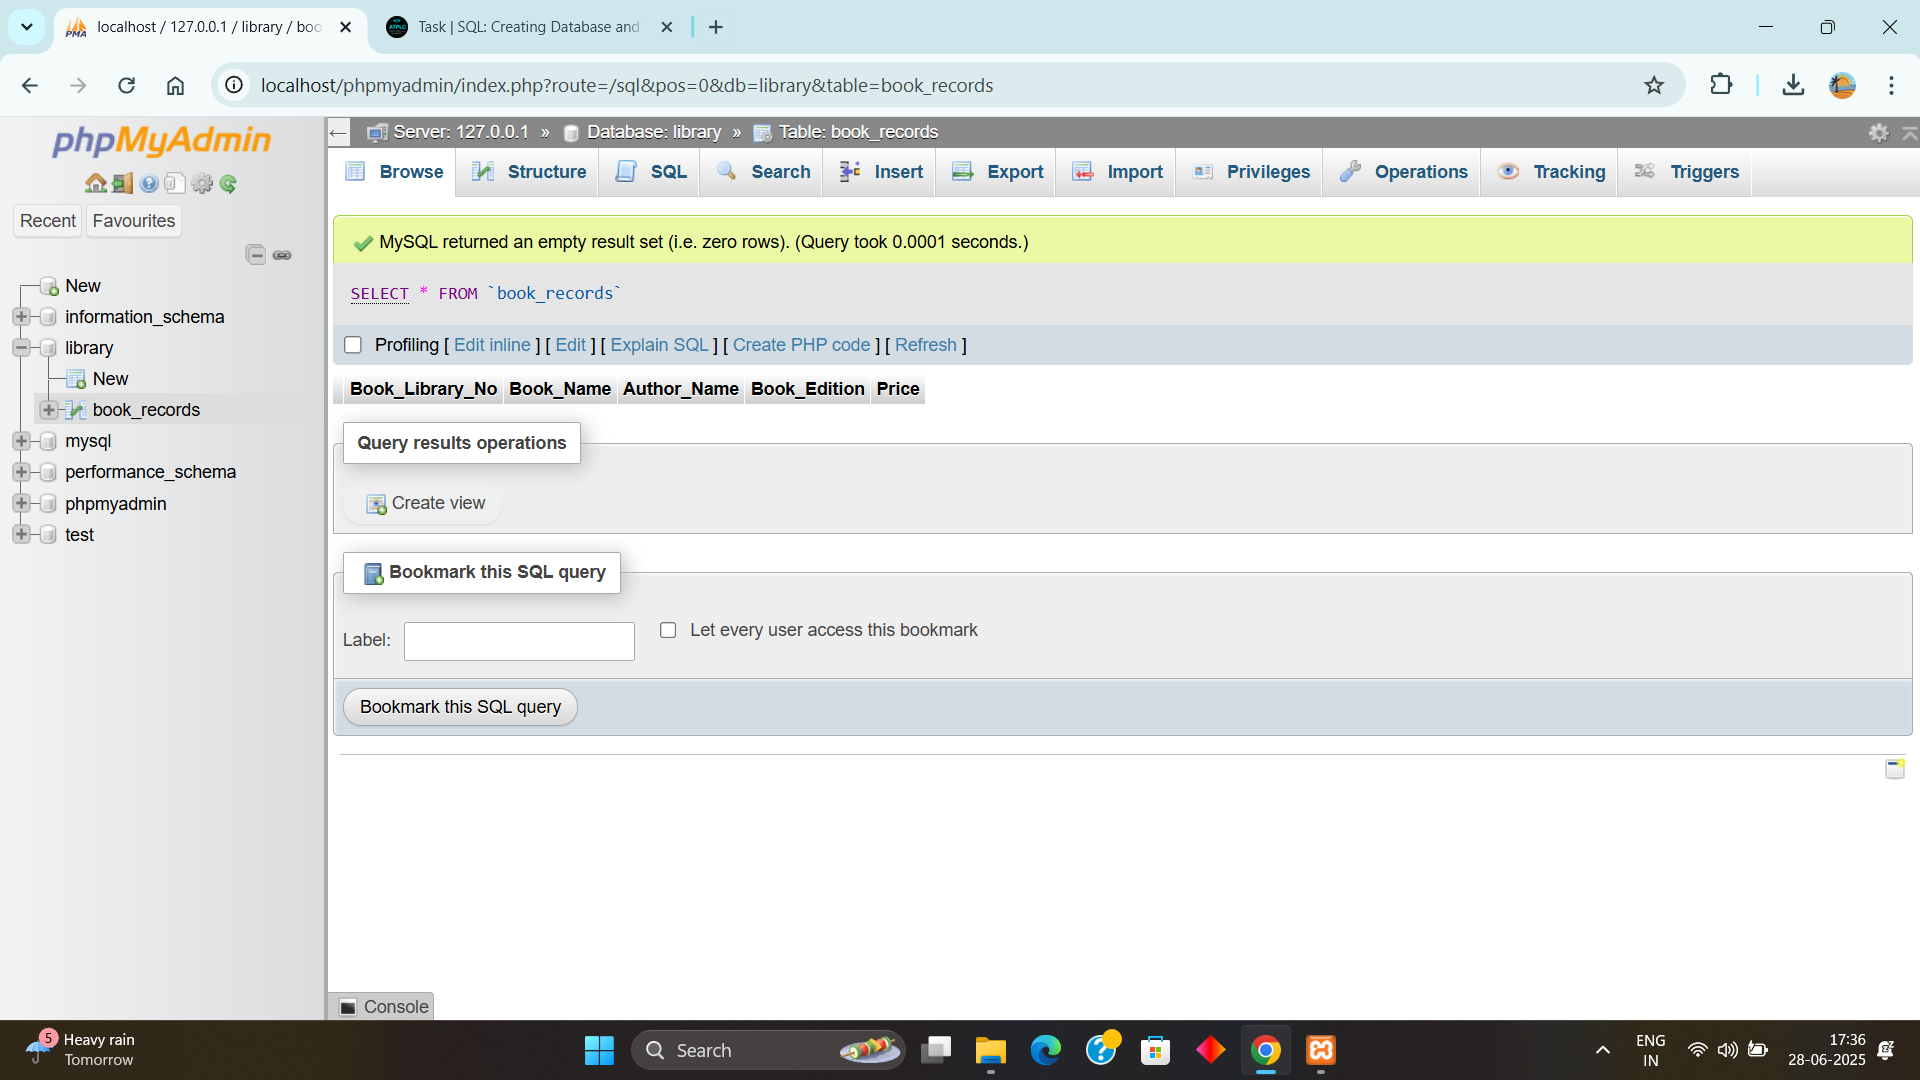 localhost / 127.0.0.1 / library / boo
Task | SQL: Creating Database and
localhost/phpmyadmin/index.php?route=/sql&pos=0&db=library&table=book_records
phpMyAdmin
Recent
Favourites
New
information_schema
library
New
book_records
mysql
performance_schema
phpmyadmin
test
Server: 127.0.0.1 » Database: library » Table: book_records
Browse Structure SQL Search Insert Export Import Privileges Operations Tracking Triggers
MySQL returned an empty result set (i.e. zero rows). (Query took 0.0001 seconds.)
SELECT * FROM `book_records`
Profiling [ Edit inline ] [ Edit ] [ Explain SQL ] [ Create PHP code ] [ Refresh ]
Book_Library_No Book_Name Author_Name Book_Edition Price
Query results operations
Create view
Bookmark this SQL query
Label:
Let every user access this bookmark
Bookmark this SQL query
Console
5
Heavy rain
Tomorrow
Search
ENG
IN
17:36
28-06-2025